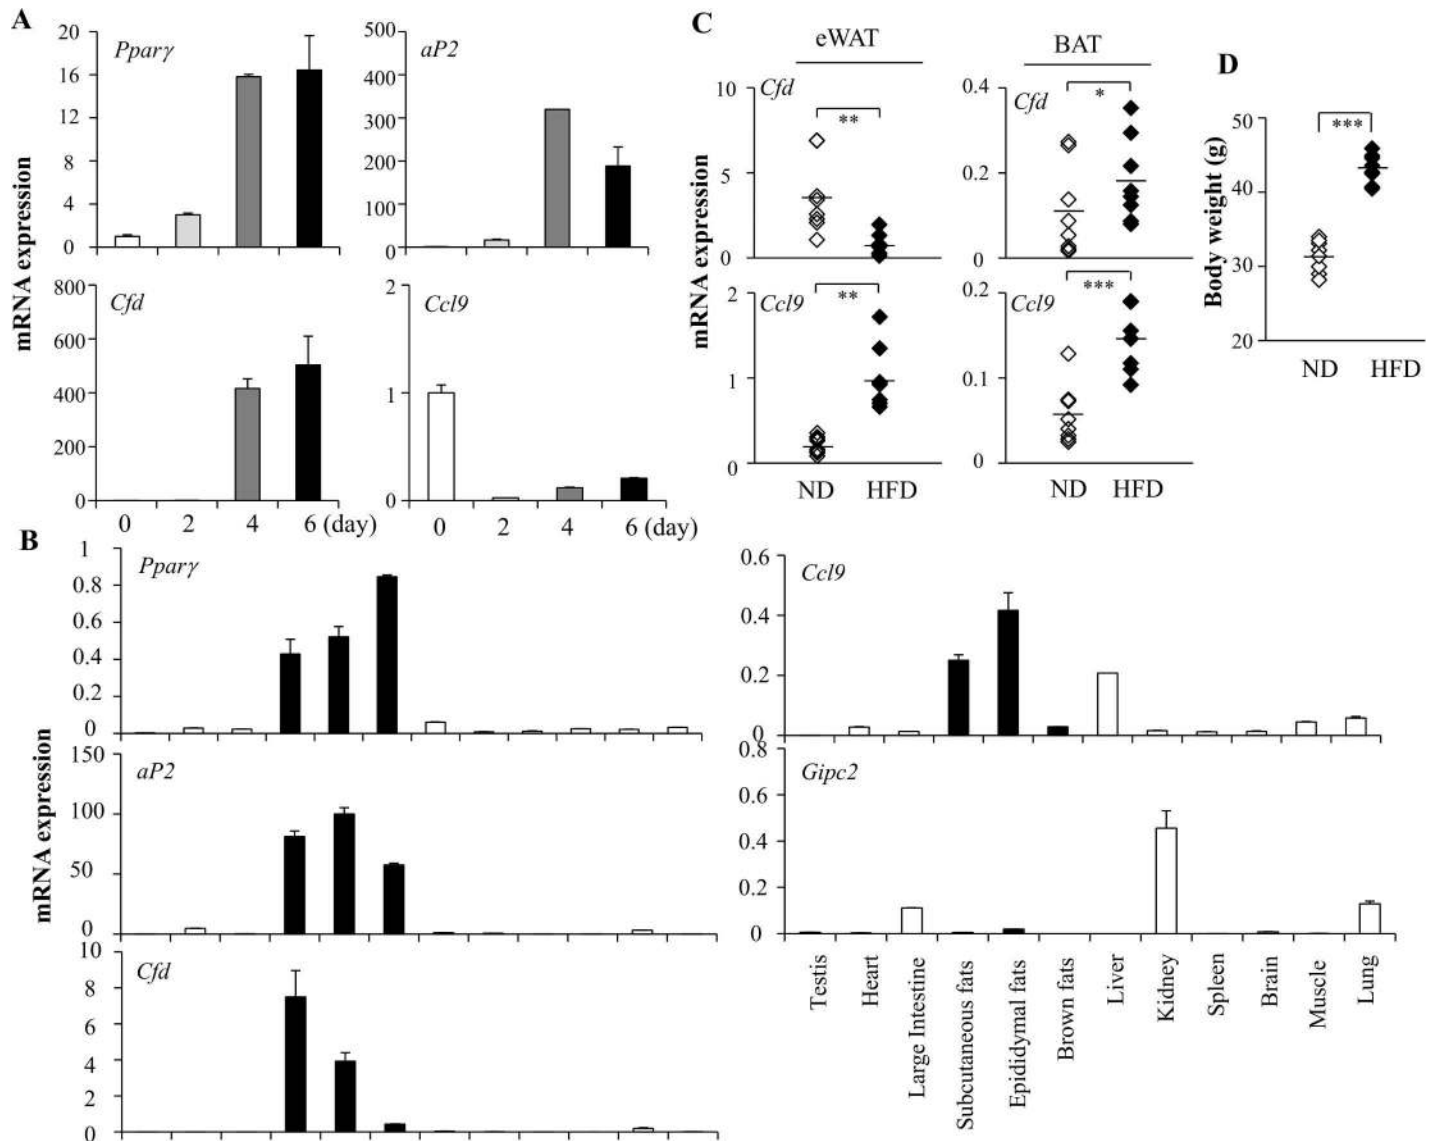 A
mRNA expression
Pparγ
20
16
12
8
4
0
aP2
500
400
300
200
100
0
Cfd
800
600
400
200
0
0 2 4 6 (day)
Ccl9
2
1
0
0 2 4 6 (day)
B
mRNA expression
Pparγ
1
0.8
0.6
0.4
0.2
0
aP2
150
100
50
0
Cfd
10
8
6
4
2
0
Ccl9
0.6
0.4
0.2
0
Gipc2
0.8
0.6
0.4
0.2
0
Testis
Heart
Large Intestine
Subcutaneous fats
Epididymal fats
Brown fats
Liver
Kidney
Spleen
Brain
Muscle
Lung
C
mRNA expression
eWAT
BAT
Cfd
10
5
0
**
Cfd
0.4
0.2
0
*
Ccl9
2
1
0
**
ND HFD
Ccl9
0.2
0.1
0
***
ND HFD
D
Body weight (g)
50
40
30
20
***
ND HFD